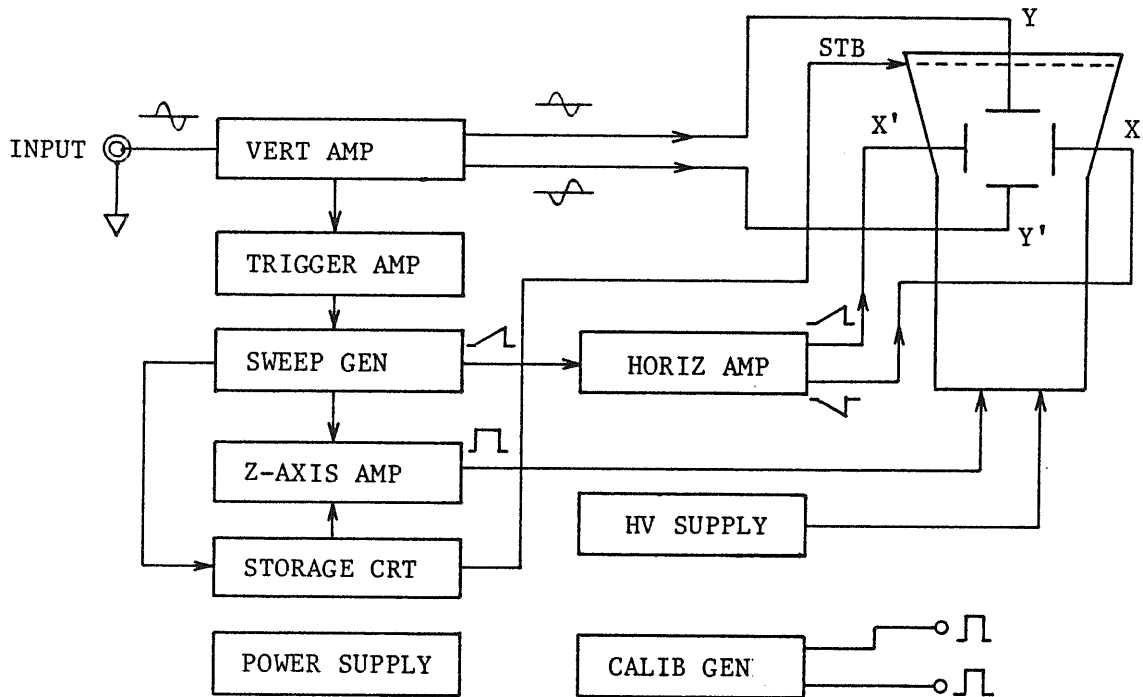 Y
STB
X'
X
INPUT
VERT AMP
Y'
TRIGGER AMP
SWEEP GEN
HORIZ AMP
Z-AXIS AMP
HV SUPPLY
STORAGE CRT
POWER SUPPLY
CALIB GEN